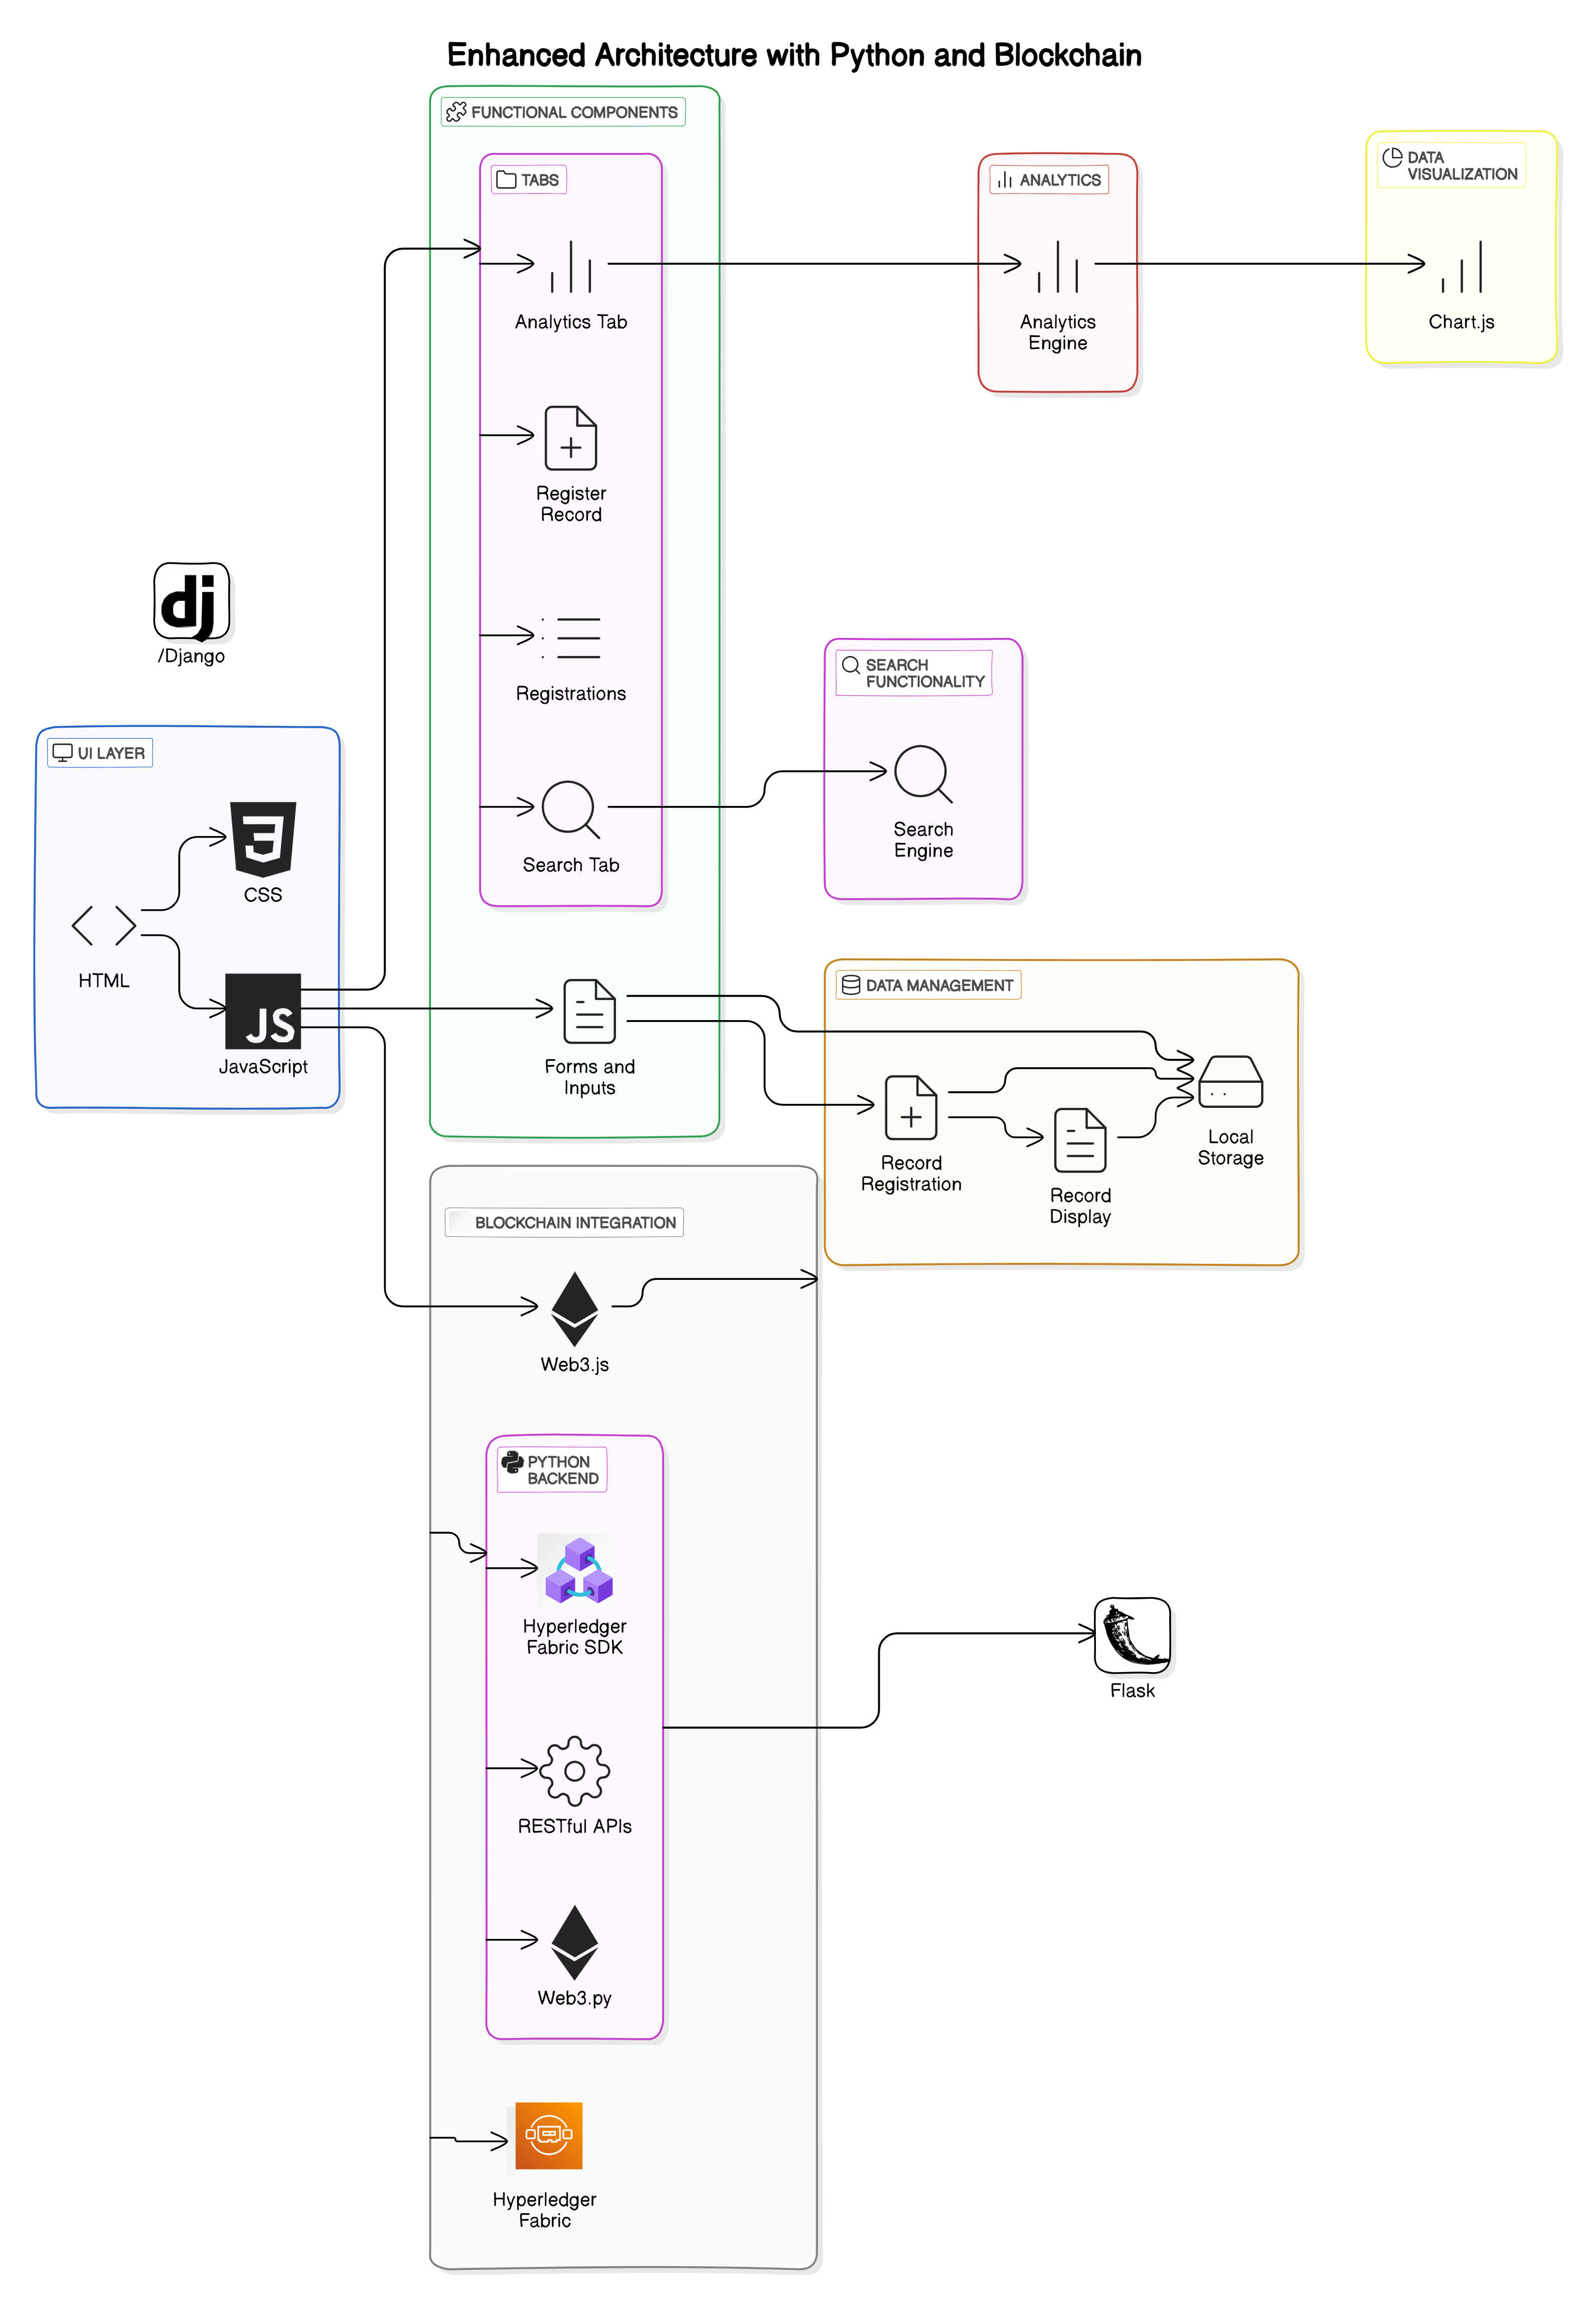 Enhanced Architecture with Python and Blockchain
FUNCTIONAL COMPONENTS
TABS
Analytics Tab
Register
Record
Registrations
Search Tab
Forms and
Inputs
ANALYTICS
Analytics
Engine
DATA
VISUALIZATION
Chart.js
dj
/Django
UI LAYER
3
CSS
HTML
JS
JavaScript
SEARCH
FUNCTIONALITY
Search
Engine
DATA MANAGEMENT
Record
Registration
Record
Display
Local
Storage
BLOCKCHAIN INTEGRATION
Web3.js
PYTHON
BACKEND
Hyperledger
Fabric SDK
RESTful APIs
Web3.py
Flask
Hyperledger
Fabric